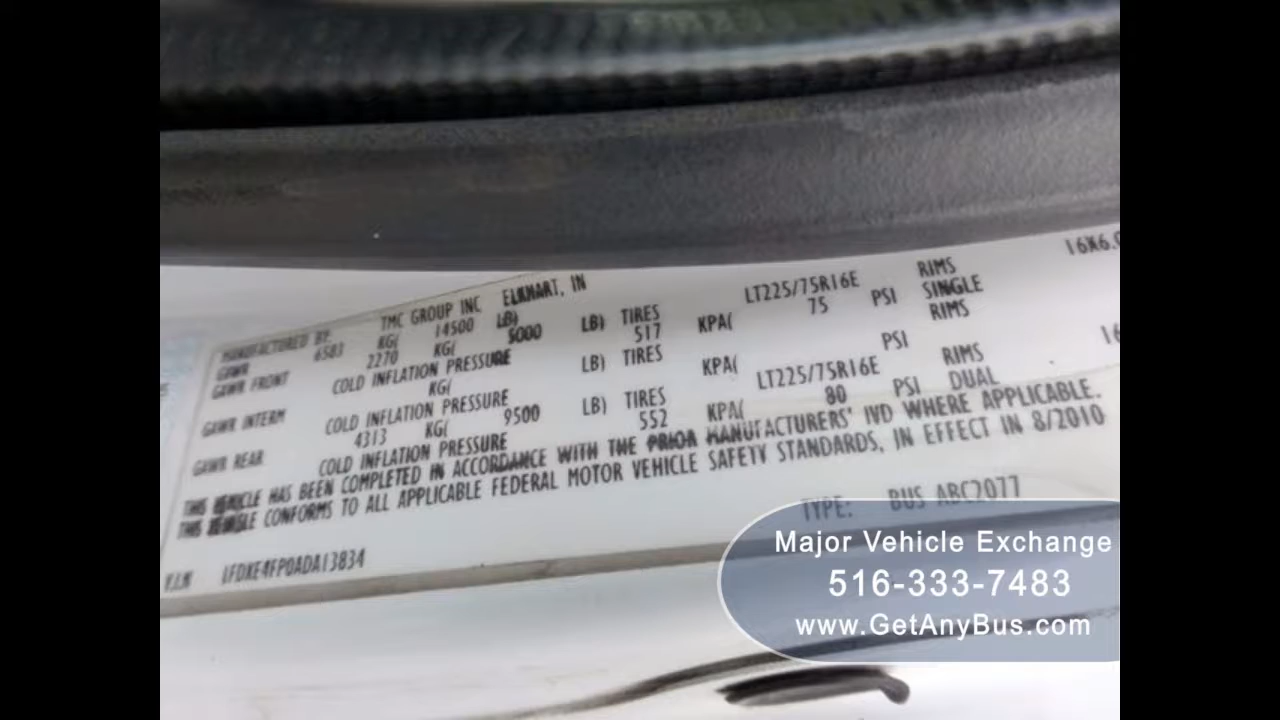 MANUFACTURED BY: TMC GROUP INC ELKHART, IN
GAWR 6583 KG( 14500 LB)
GAWR FRONT 2270 KG( 5000 LB) TIRES LT225/75R16E RIMS 16X6.0
COLD INFLATION PRESSURE 517 KPA( 75 PSI SINGLE
GAWR INTERM KG( LB) TIRES RIMS
COLD INFLATION PRESSURE KPA( PSI
GAWR REAR 4313 KG( 9500 LB) TIRES LT225/75R16E RIMS 16
COLD INFLATION PRESSURE 552 KPA( 80 PSI DUAL
THIS VEHICLE HAS BEEN COMPLETED IN ACCORDANCE WITH THE PRIOR MANUFACTURERS' IVD WHERE APPLICABLE.
THIS VEHICLE CONFORMS TO ALL APPLICABLE FEDERAL MOTOR VEHICLE SAFETY STANDARDS, IN EFFECT IN 8/2010
V.I.N 1FDXE4FP0ADA13834 TYPE: BUS ABC2077
Major Vehicle Exchange
516-333-7483
www.GetAnyBus.com